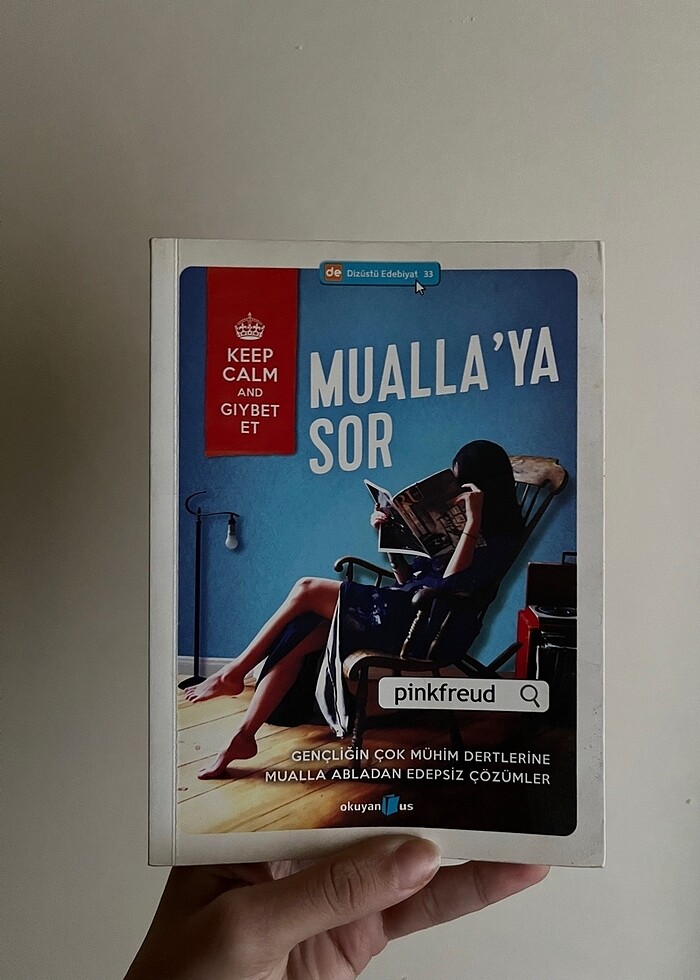 de Dizüstü Edebiyat 33
KEEP
CALM
AND
GIYBET
ET
MUALLA'YA
SOR
pinkfreud
GENÇLİĞİN ÇOK MÜHİM DERTLERİNE
MUALLA ABLADAN EDEPSİZ ÇÖZÜMLER
okuyan us